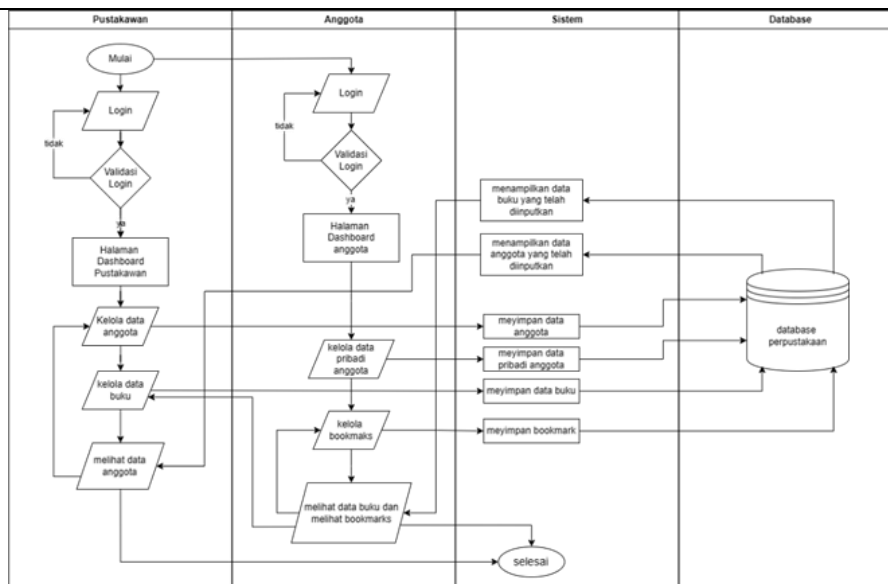 Pustakawan
Anggota
Sistem
Database
Mulai
Login
tidak
Validasi
Login
ya
Halaman
Dashboard
Pustakawan
Kelola data
anggota
kelola data
buku
melihat data
anggota
Login
tidak
Validasi
Login
ya
Halaman
Dashboard
anggota
kelola data
pribadi
anggota
kelola
bookmaks
melihat data buku dan
melihat bookmarks
menampilkan data
buku yang telah
diinputkan
menampilkan data
anggota yang telah
diinputkan
meyimpan data
anggota
meyimpan data
pribadi anggota
meyimpan data buku
meyimpan bookmark
selesai
database
perpustakaan